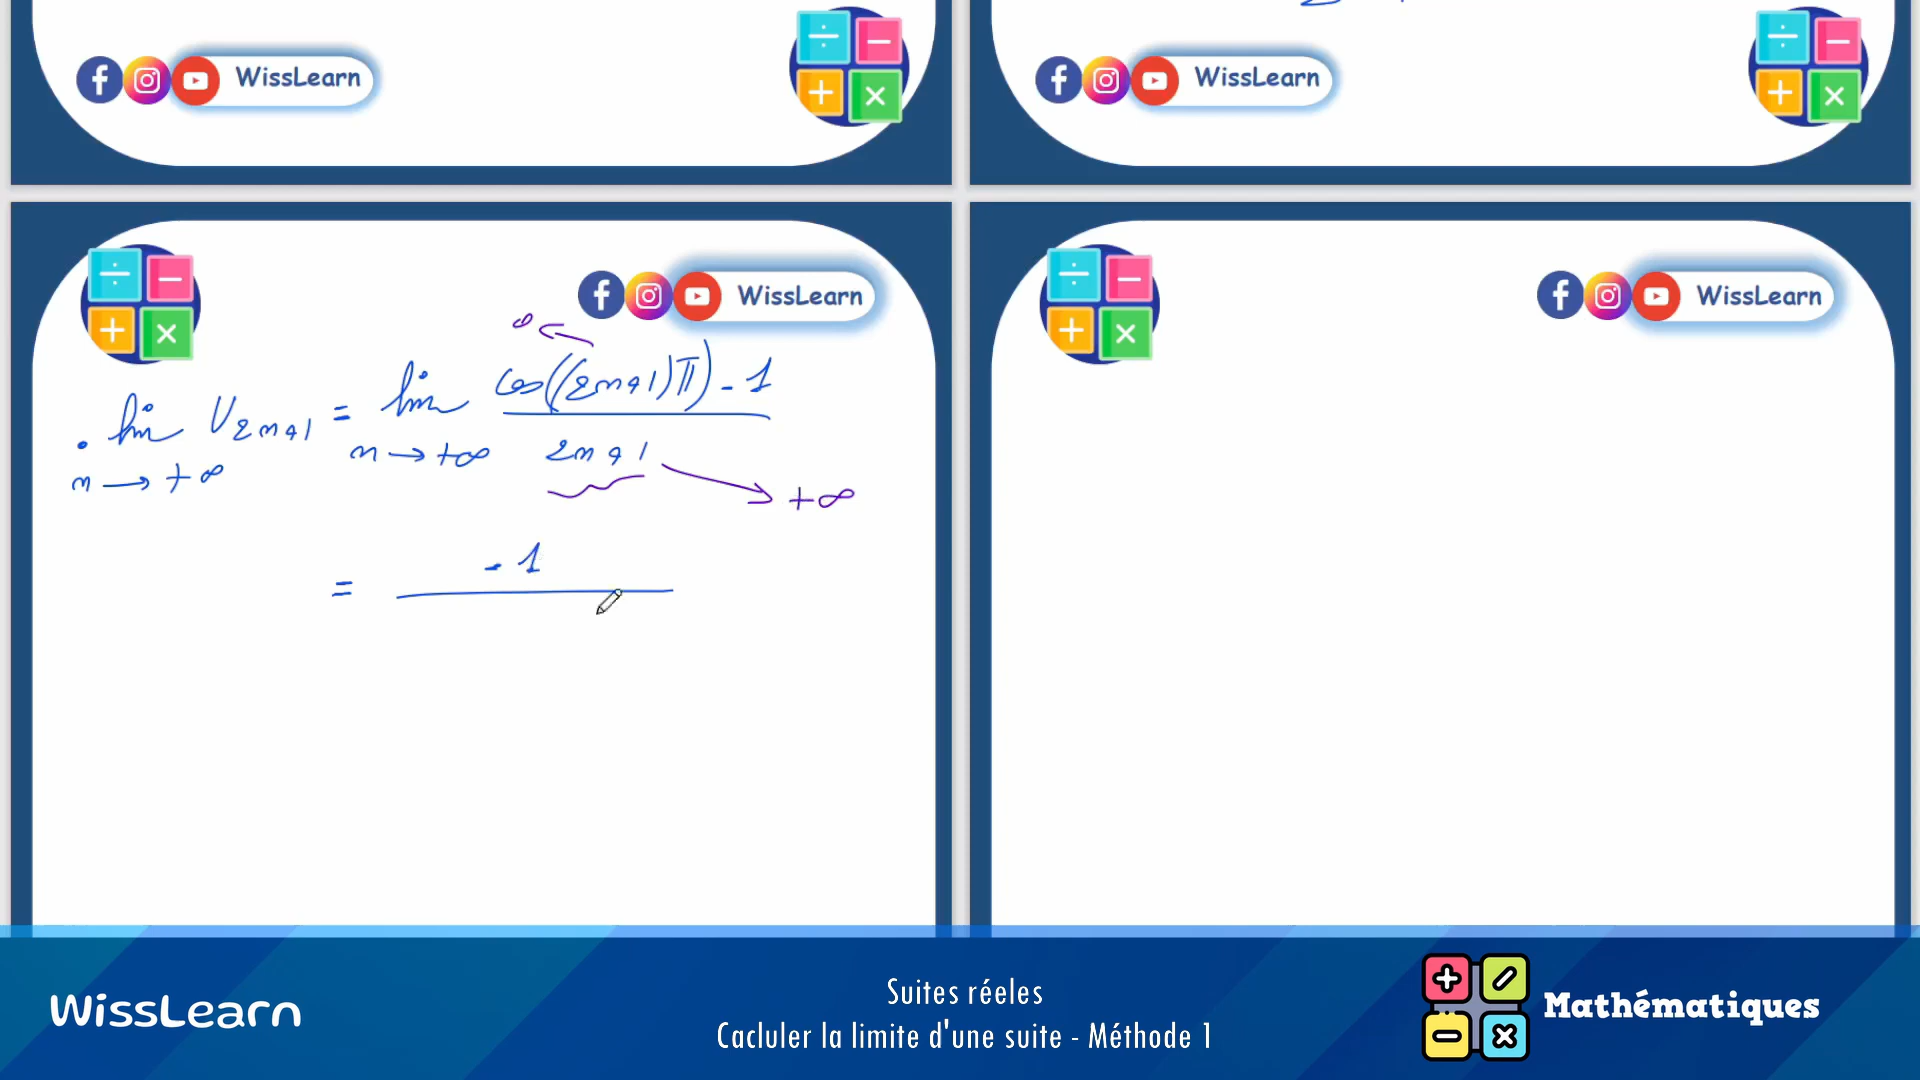 WissLearn
WissLearn
WissLearn
WissLearn
∞
. lim V2n+1 = lim cos((2n+1)π) - 1
n → +∞ n → +∞ 2n+1
+∞
= - 1
WissLearn
Suites réeles
Cacluler la limite d'une suite - Méthode 1
Mathématiques